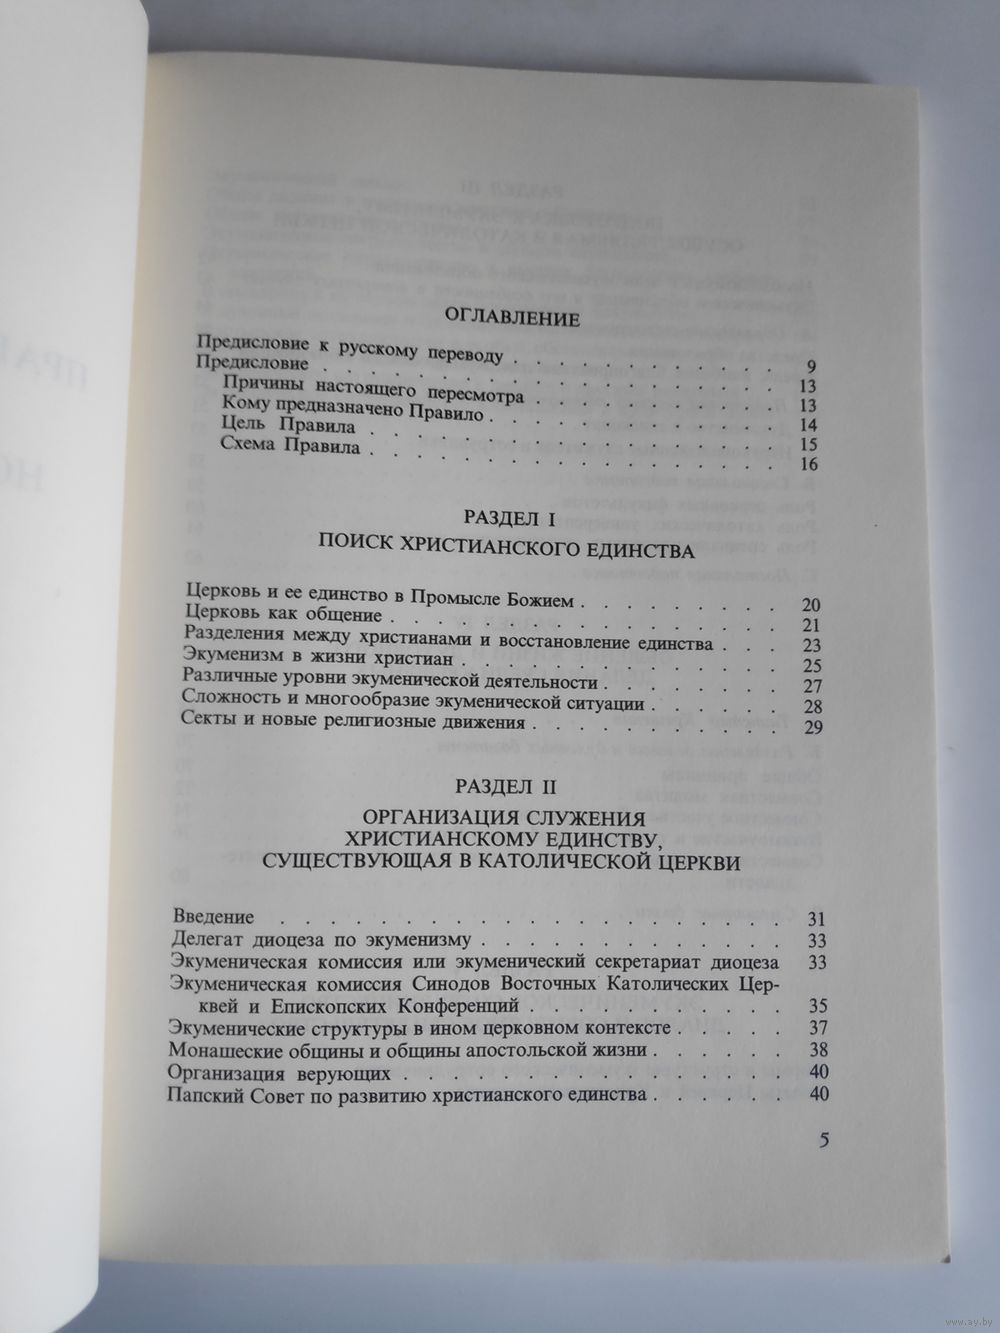 ОГЛАВЛЕНИЕ
Предисловие к русскому переводу . . . . . . . . . . . 9
Предисловие . . . . . . . . . . . . . . . . . . . 13
Причины настоящего пересмотра . . . . . . . . . . 13
Кому предназначено Правило . . . . . . . . . . . . 14
Цель Правила . . . . . . . . . . . . . . . . . 15
Схема Правила . . . . . . . . . . . . . . . . . 16
РАЗДЕЛ I
ПОИСК ХРИСТИАНСКОГО ЕДИНСТВА
Церковь и ее единство в Промысле Божием . . . . . . . . 20
Церковь как общение . . . . . . . . . . . . . . . 21
Разделения между христианами и восстановление единства . . . 23
Экуменизм в жизни христиан . . . . . . . . . . . . . 25
Различные уровни экуменической деятельности . . . . . . . 27
Сложность и многообразие экуменической ситуации . . . . . . 28
Секты и новые религиозные движения . . . . . . . . . . 29
РАЗДЕЛ II
ОРГАНИЗАЦИЯ СЛУЖЕНИЯ
ХРИСТИАНСКОМУ ЕДИНСТВУ,
СУЩЕСТВУЮЩАЯ В КАТОЛИЧЕСКОЙ ЦЕРКВИ
Введение . . . . . . . . . . . . . . . . . . . . 31
Делегат диоцеза по экуменизму . . . . . . . . . . . . 33
Экуменическая комиссия или экуменический секретариат диоцеза 33
Экуменическая комиссия Синодов Восточных Католических Цер-
квей и Епископских Конференций . . . . . . . . . . . 35
Экуменические структуры в ином церковном контексте . . . . . 37
Монашеские общины и общины апостольской жизни . . . . . . 38
Организация верующих . . . . . . . . . . . . . . . 40
Папский Совет по развитию христианского единства . . . . . . 40
5
www.ay.by